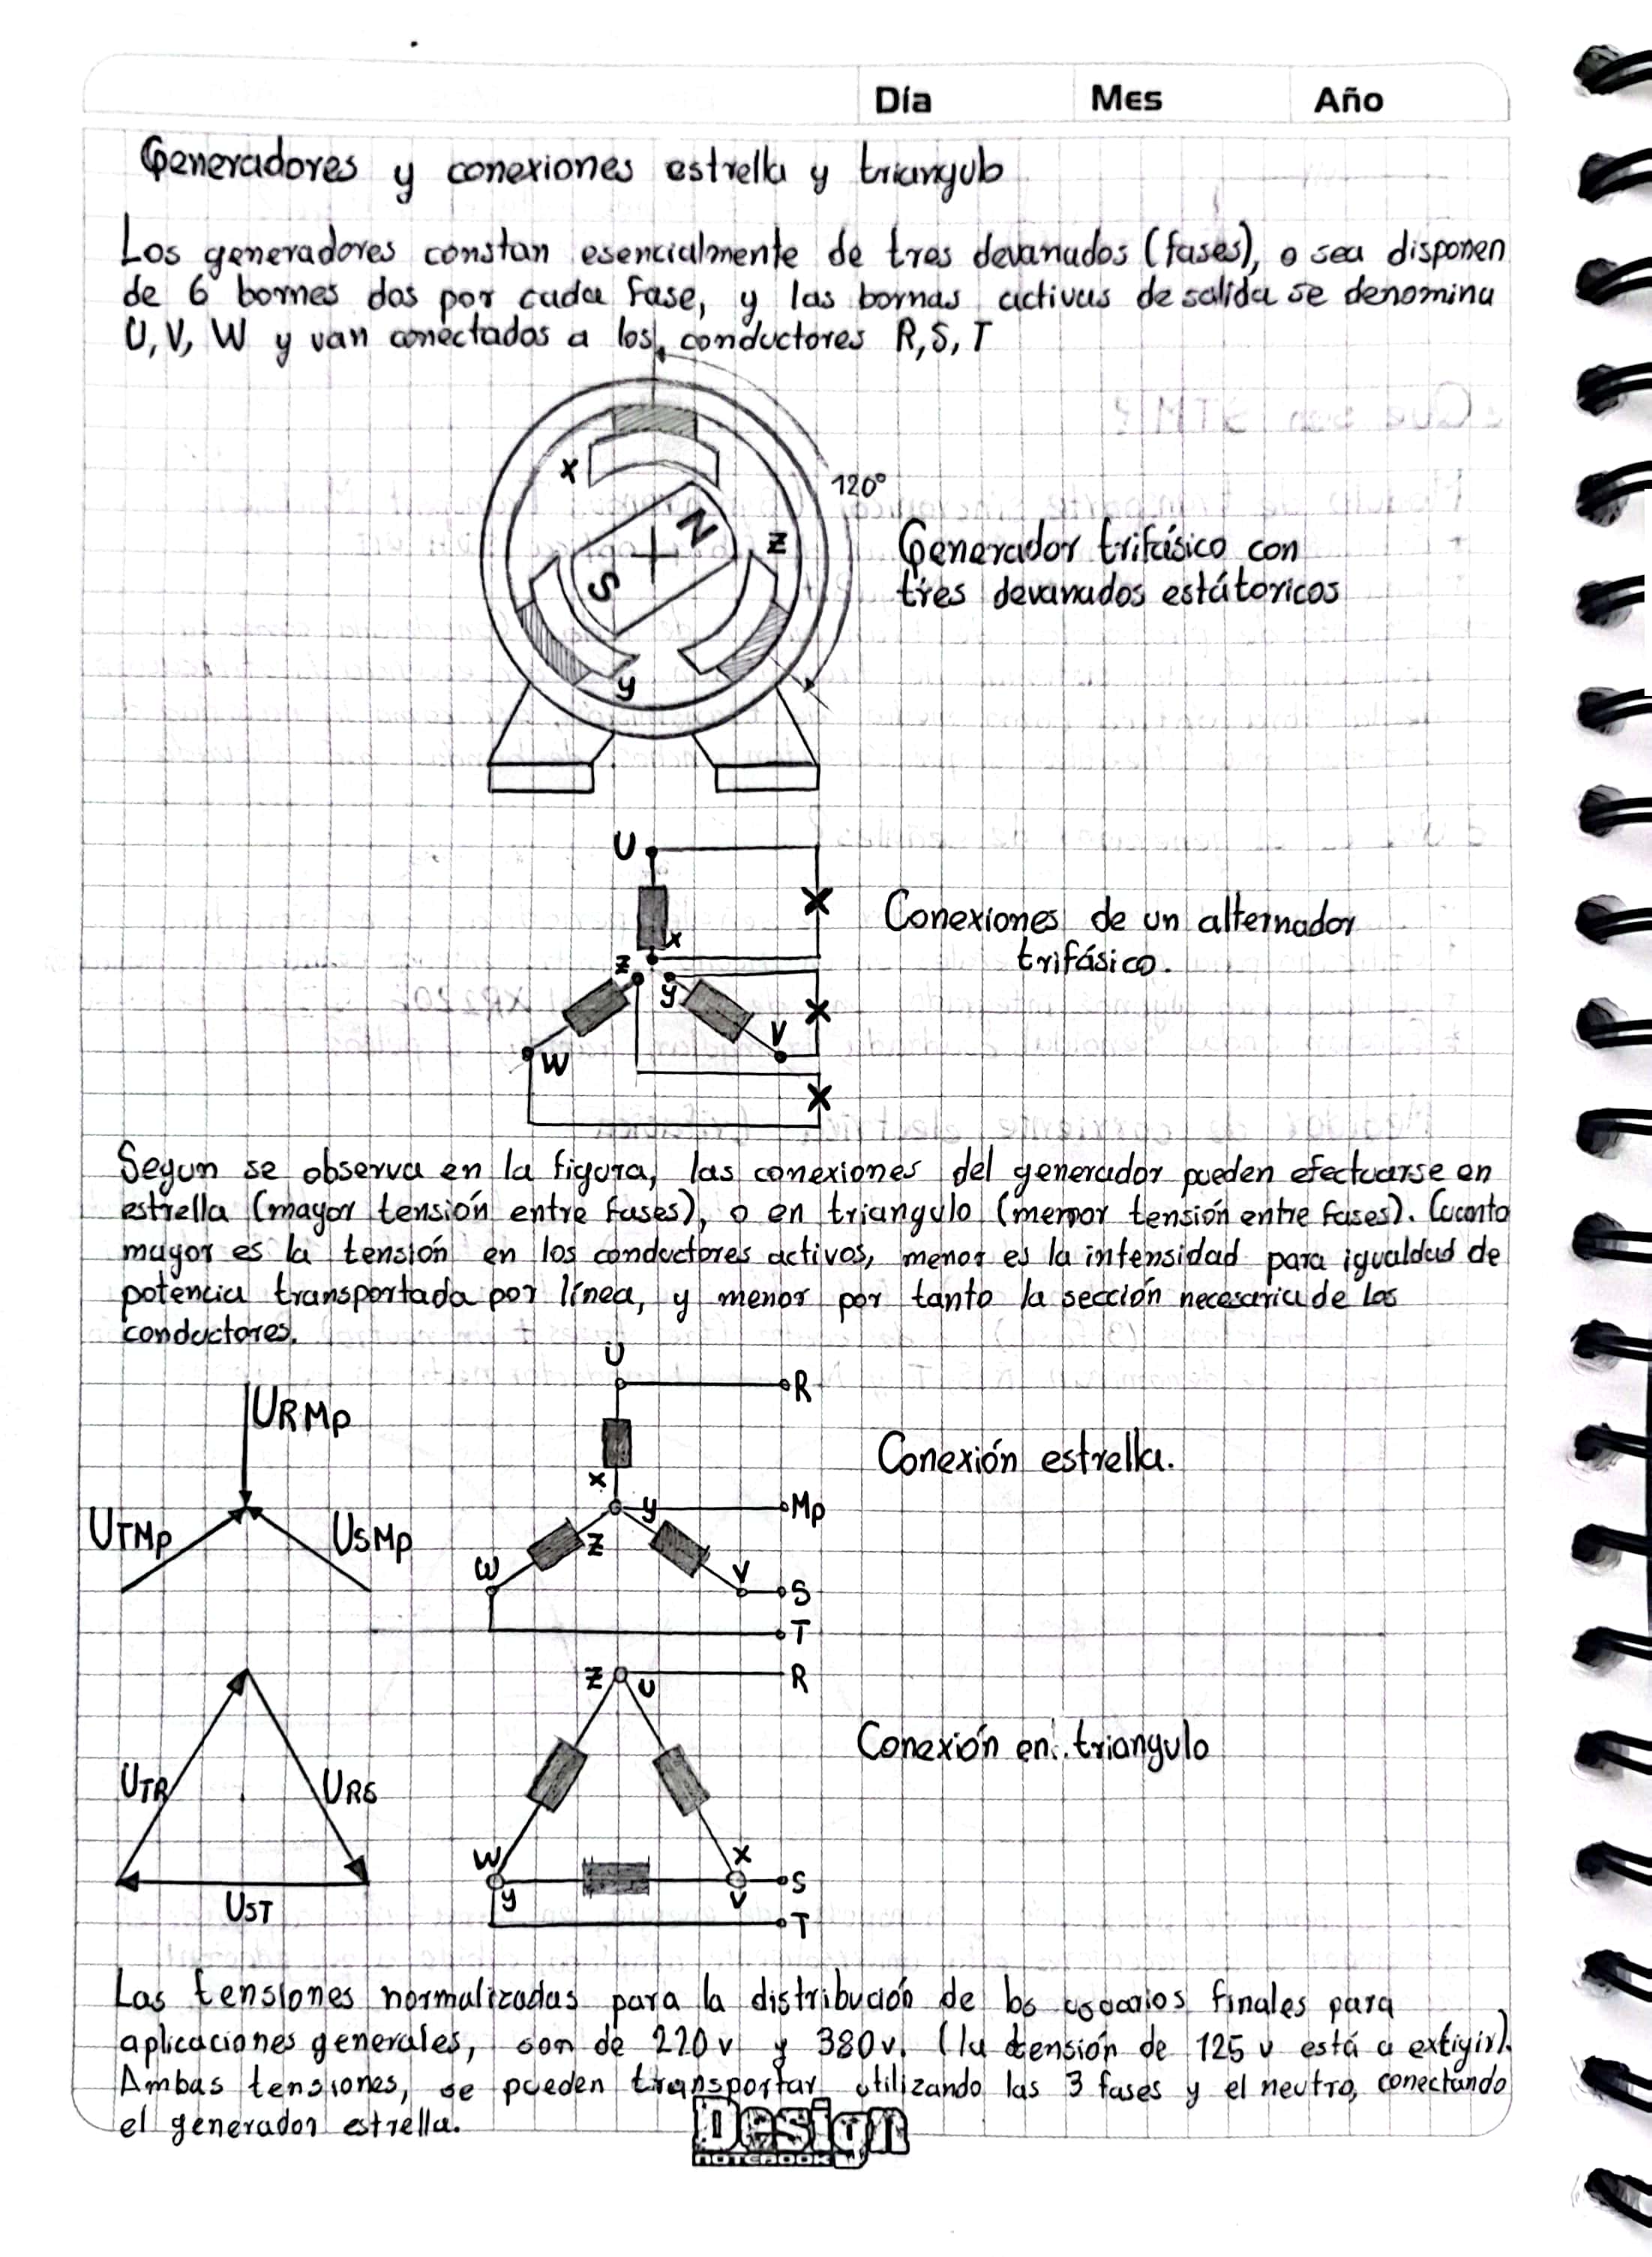 Día Mes Año
Generadores y conexiones estrella y triangulo
Los generadores constan esencialmente de tres devanados (fases), o sea disponen
de 6 bornes dos por cada fase, y las bornas activas de salida se denomina
U, V, W y van conectados a los conductores R, S, T
120°
X
N
Z
S
y
Generador trifásico con
tres devanados estátoricos
U
x
Z
y
V
W
Conexiones de un alternador
trifásico.
Segun se observa en la figura, las conexiones del generador pueden efectuarse en
estrella (mayor tensión entre fases), o en triangulo (menor tensión entre fases). Cuanto
mayor es la tensión en los conductores activos, menor es la intensidad para igualdad de
potencia transportada por línea, y menor por tanto la sección necesaria de los
conductores.
URMp
UTMp
USMp
U
R
x
y
Mp
Z
W
V
S
T
Conexión estrella.
UTR
URS
UST
Z
U
R
W
X
y
V
S
T
Conexión en triangulo
Las tensiones normalizadas para la distribución de los usuarios finales para
aplicaciones generales, son de 220 v y 380 v. (la tensión de 125 v está a extigir).
Ambas tensiones, se pueden transportar utilizando las 3 fases y el neutro, conectando
el generador estrella.
Design
NOTEBOOK